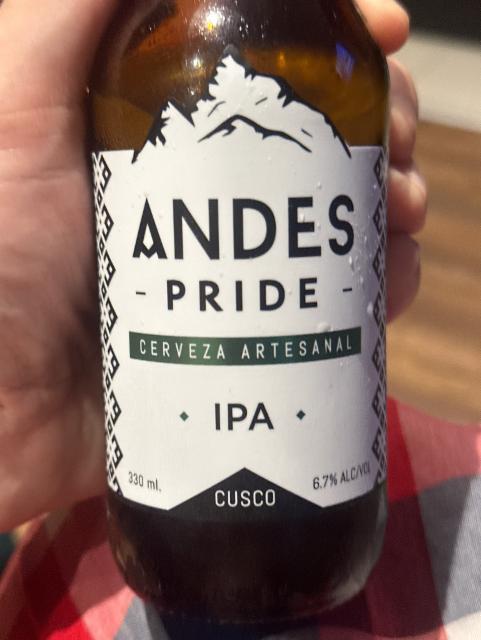 ANDES
- PRIDE -
CERVEZA ARTESANAL
IPA
330 ml.
6.7% ALC/VOL
CUSCO